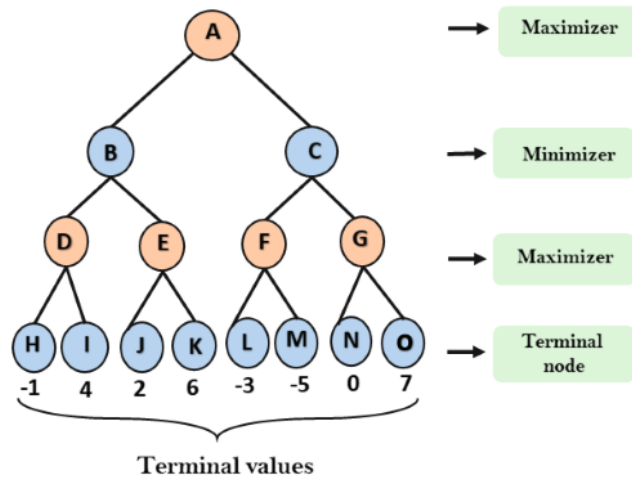 A
Maximizer
B
C
Minimizer
D
E
F
G
Maximizer
H
I
J
K
L
M
N
O
Terminal
node
-1
4
2
6
-3
-5
0
7
Terminal values